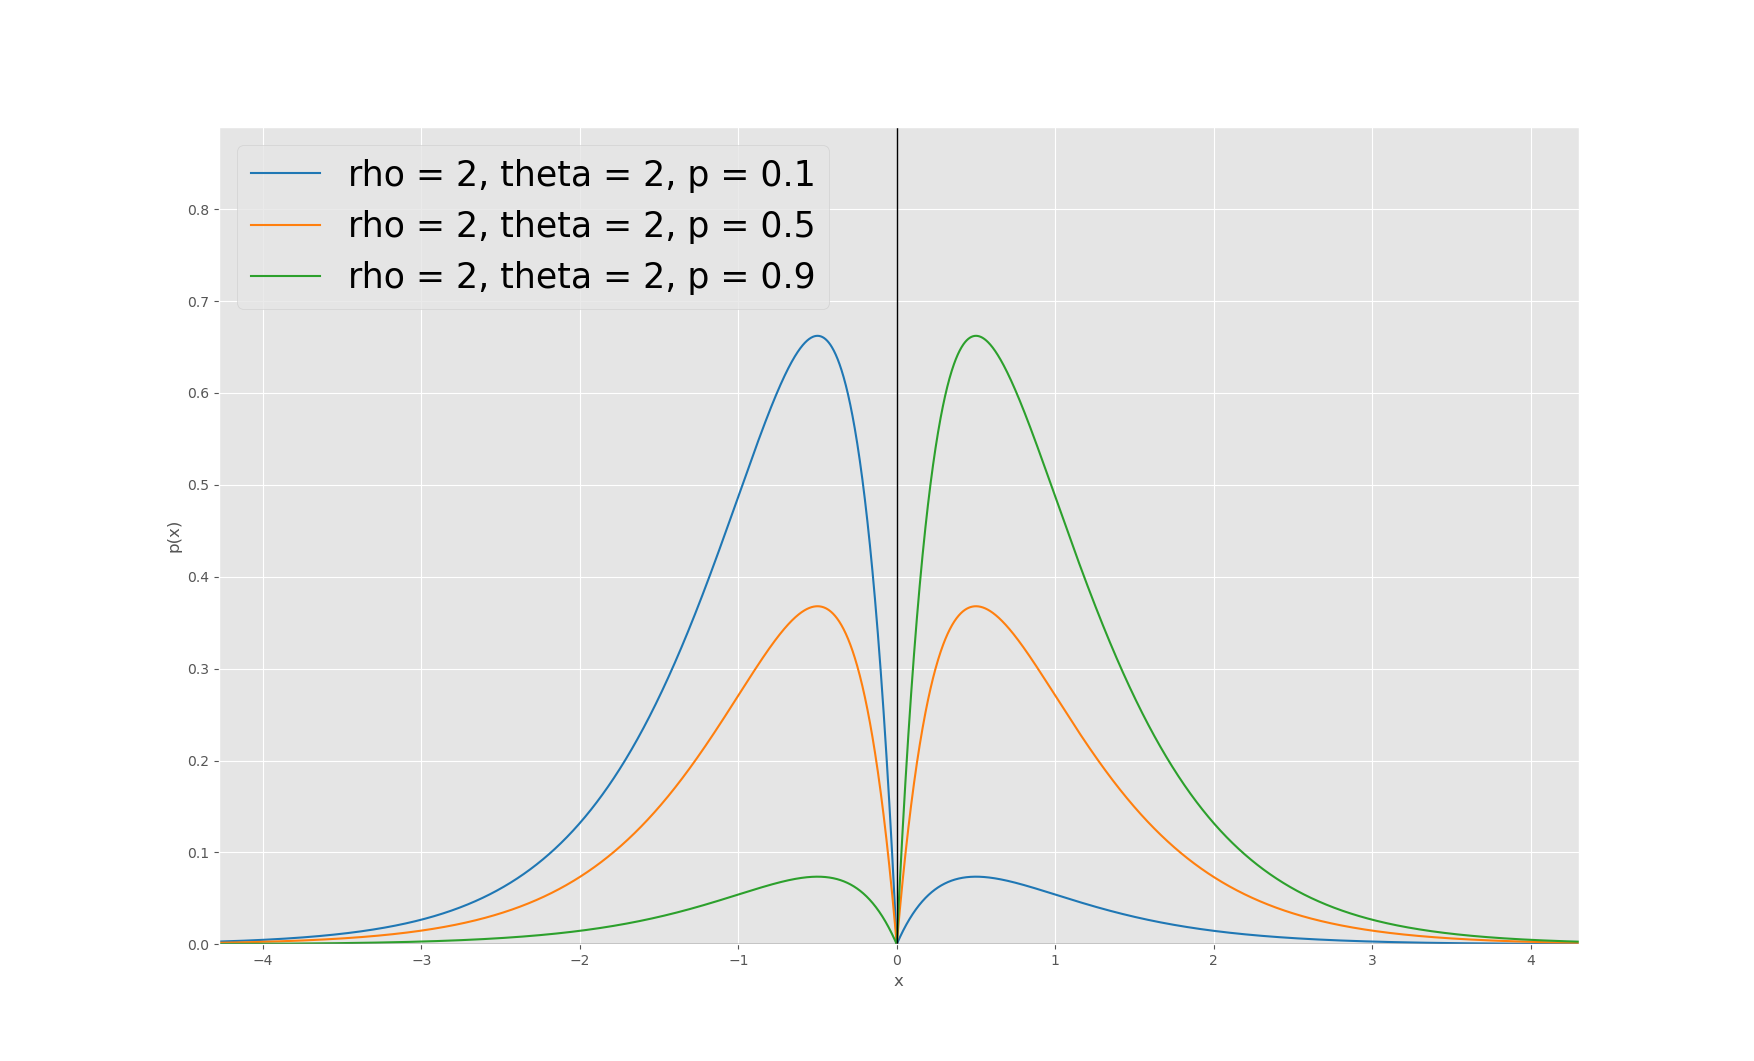 rho = 2, theta = 2, p = 0.1
rho = 2, theta = 2, p = 0.5
rho = 2, theta = 2, p = 0.9
0.8
0.7
0.6
0.5
0.4
0.3
0.2
0.1
0.0
p(x)
−4 −3 −2 −1 0 1 2 3 4
x